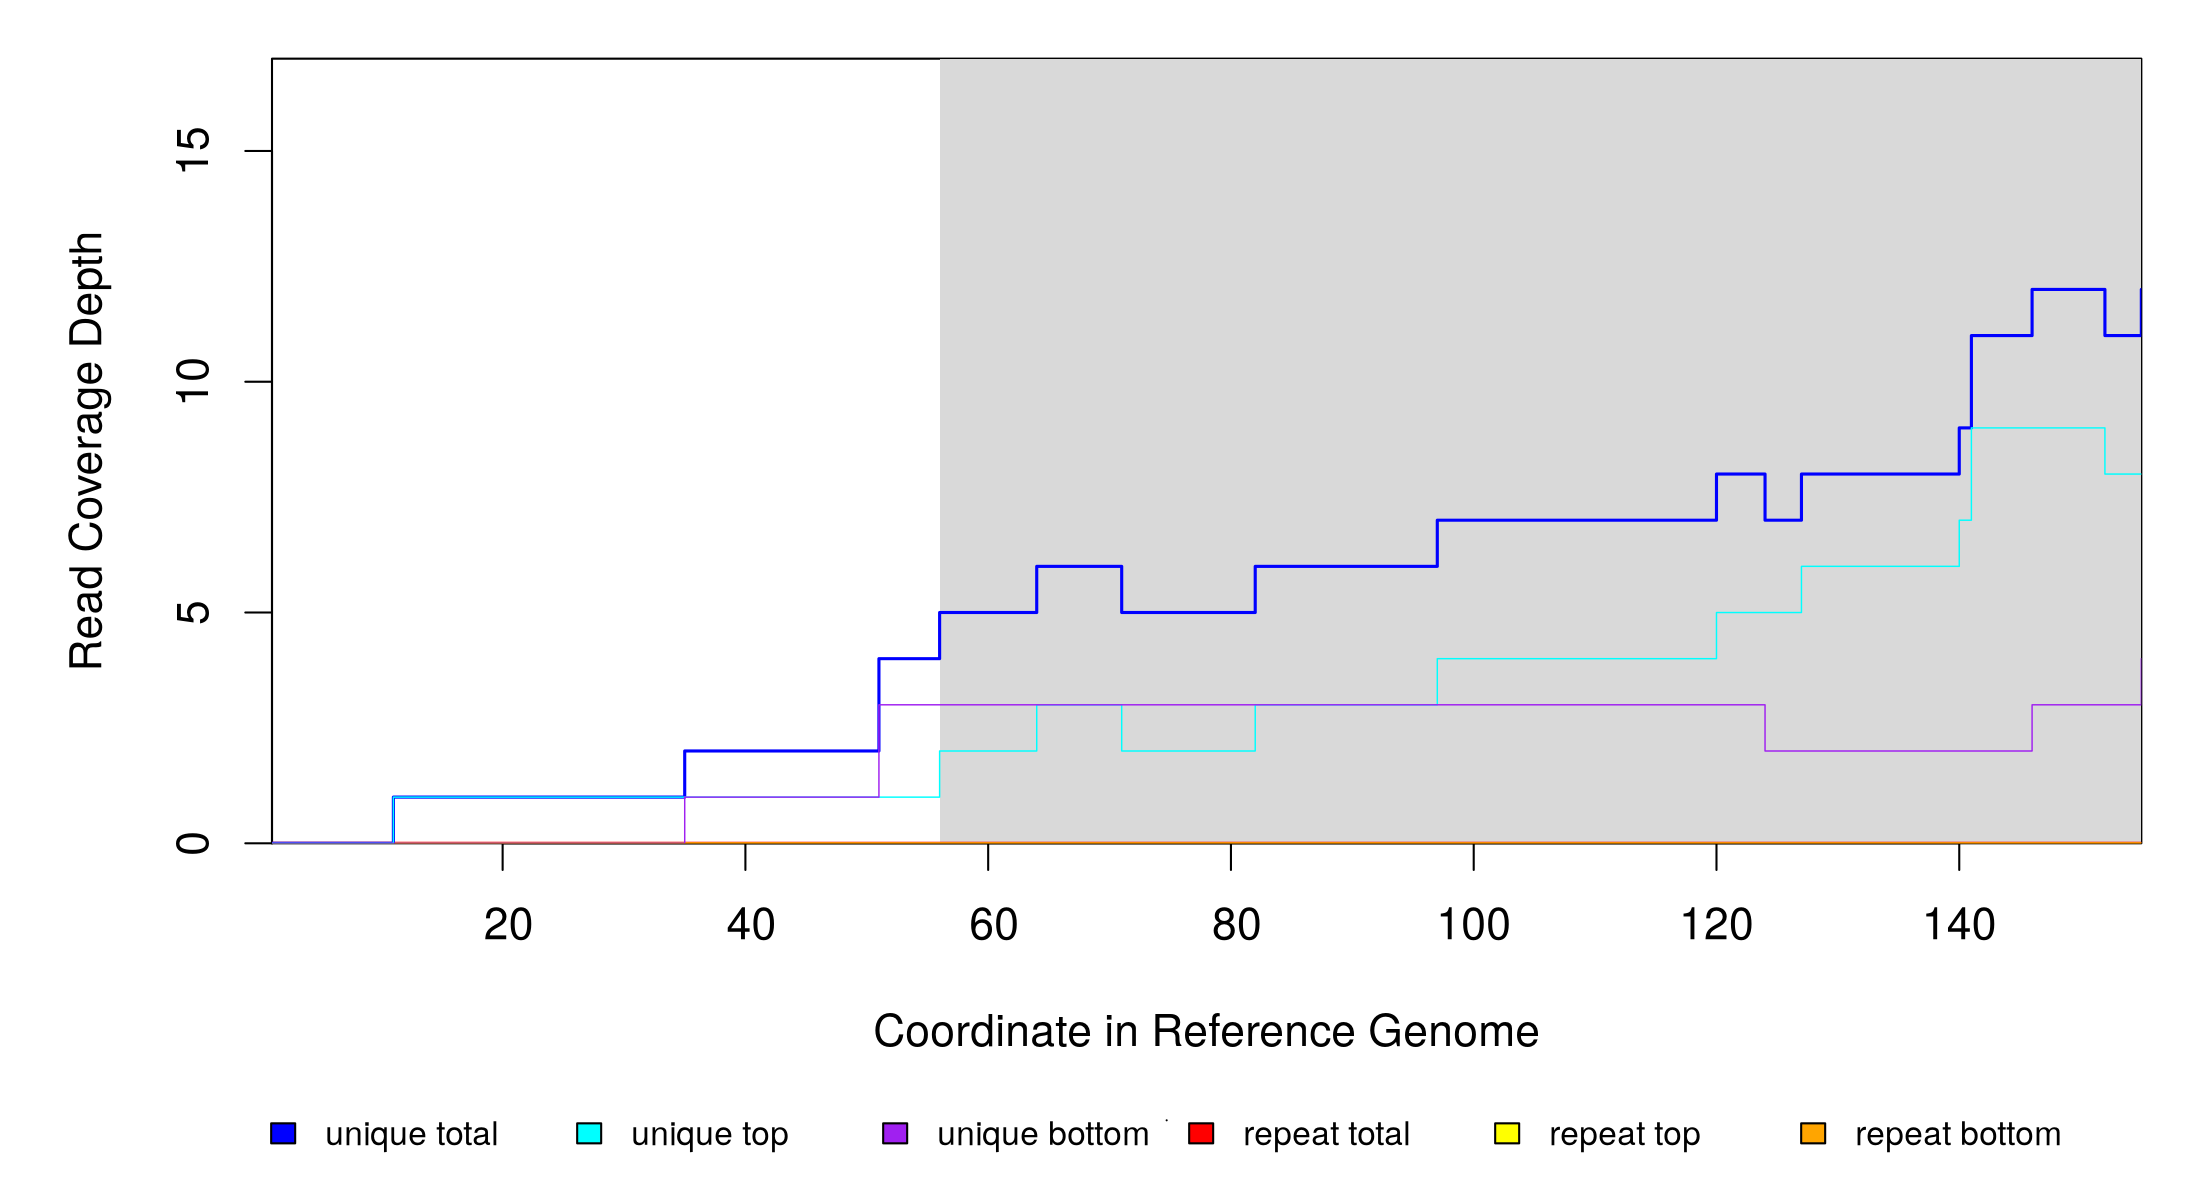 Read Coverage Depth
15
10
5
0
20 40 60 80 100 120 140
Coordinate in Reference Genome
unique total unique top unique bottom repeat total repeat top repeat bottom